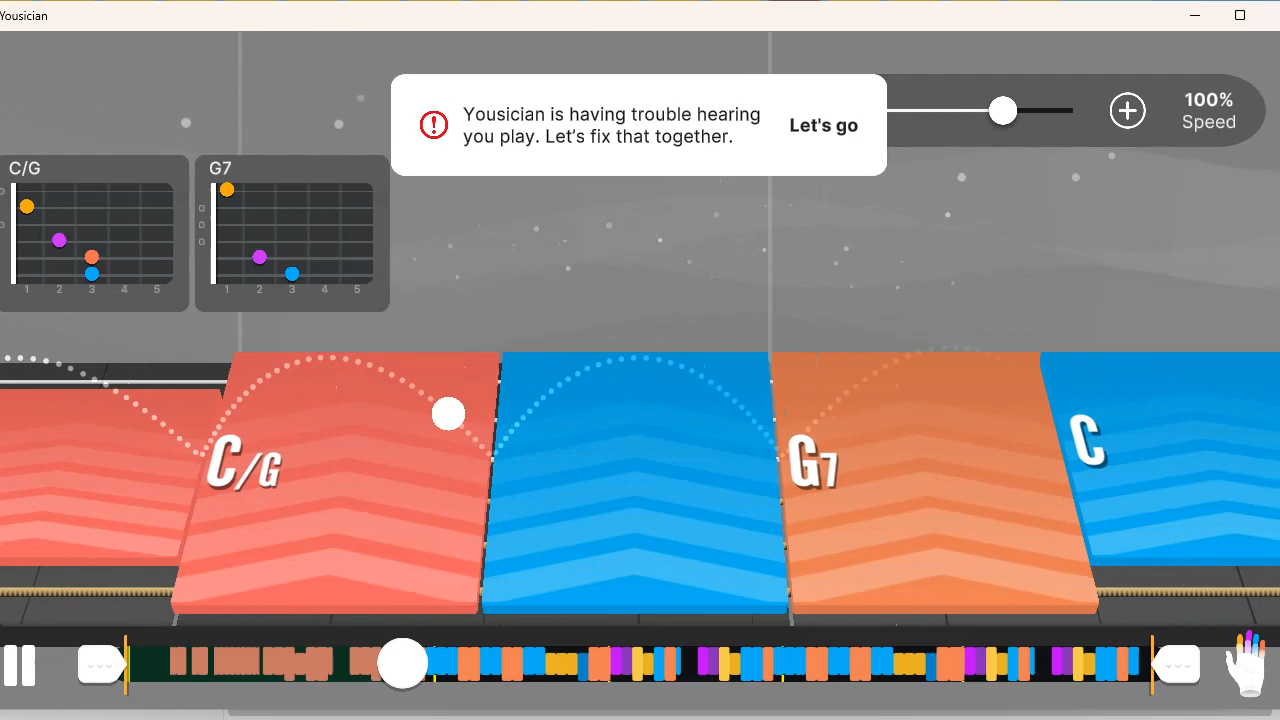 Yousician
Yousician is having trouble hearing
you play. Let's fix that together.
Let's go
100%
Speed
C/G
1 2 3 4 5
G7
1 2 3 4 5
C/G
G7
C